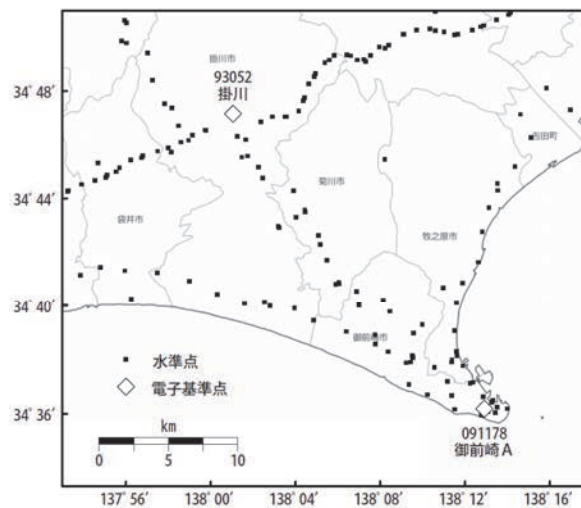 掛川市
93052
掛川
34° 48′
吉田町
34° 44′
菊川市
袋井市
牧之原市
34° 40′
御前崎市
水準点
電子基準点
34° 36′
091178
御前崎A
km
0 5 10
137° 56′ 138° 00′ 138° 04′ 138° 08′ 138° 12′ 138° 16′